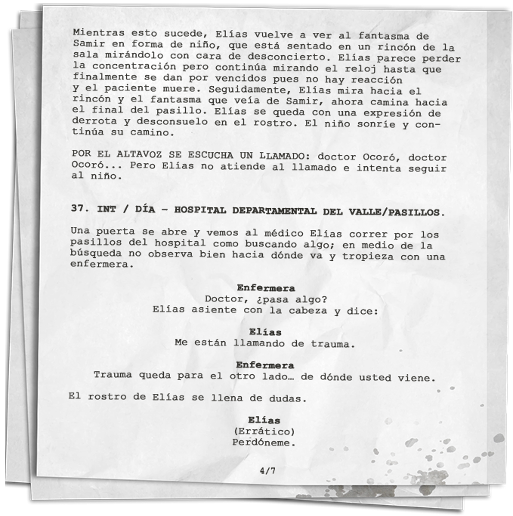 Mientras esto sucede, Elías vuelve a ver al fantasma de
Samir en forma de niño, que está sentado en un rincón de la
sala mirándolo con cara de desconcierto. Elías parece perder
la concentración pero continúa mirando el reloj hasta que
finalmente se dan por vencidos pues no hay reacción
y el paciente muere. Seguidamente, Elías mira hacia el
rincón y el fantasma que veía de Samir, ahora camina hacia
el final del pasillo. Elías se queda con una expresión de
derrota y desconsuelo en el rostro. El niño sonríe y con-
tinúa su camino.
POR EL ALTAVOZ SE ESCUCHA UN LLAMADO: doctor Ocoró, doctor
Ocoró... Pero Elías no atiende al llamado e intenta seguir
al niño.
37. INT / DÍA – HOSPITAL DEPARTAMENTAL DEL VALLE/PASILLOS.
Una puerta se abre y vemos al médico Elías correr por los
pasillos del hospital como buscando algo; en medio de la
búsqueda no observa bien hacia dónde va y tropieza con una
enfermera.
Enfermera
Doctor, ¿pasa algo?
Elías asiente con la cabeza y dice:
Elías
Me están llamando de trauma.
Enfermera
Trauma queda para el otro lado… de dónde usted viene.
El rostro de Elías se llena de dudas.
Elías
(Errático)
Perdóneme.
4/7